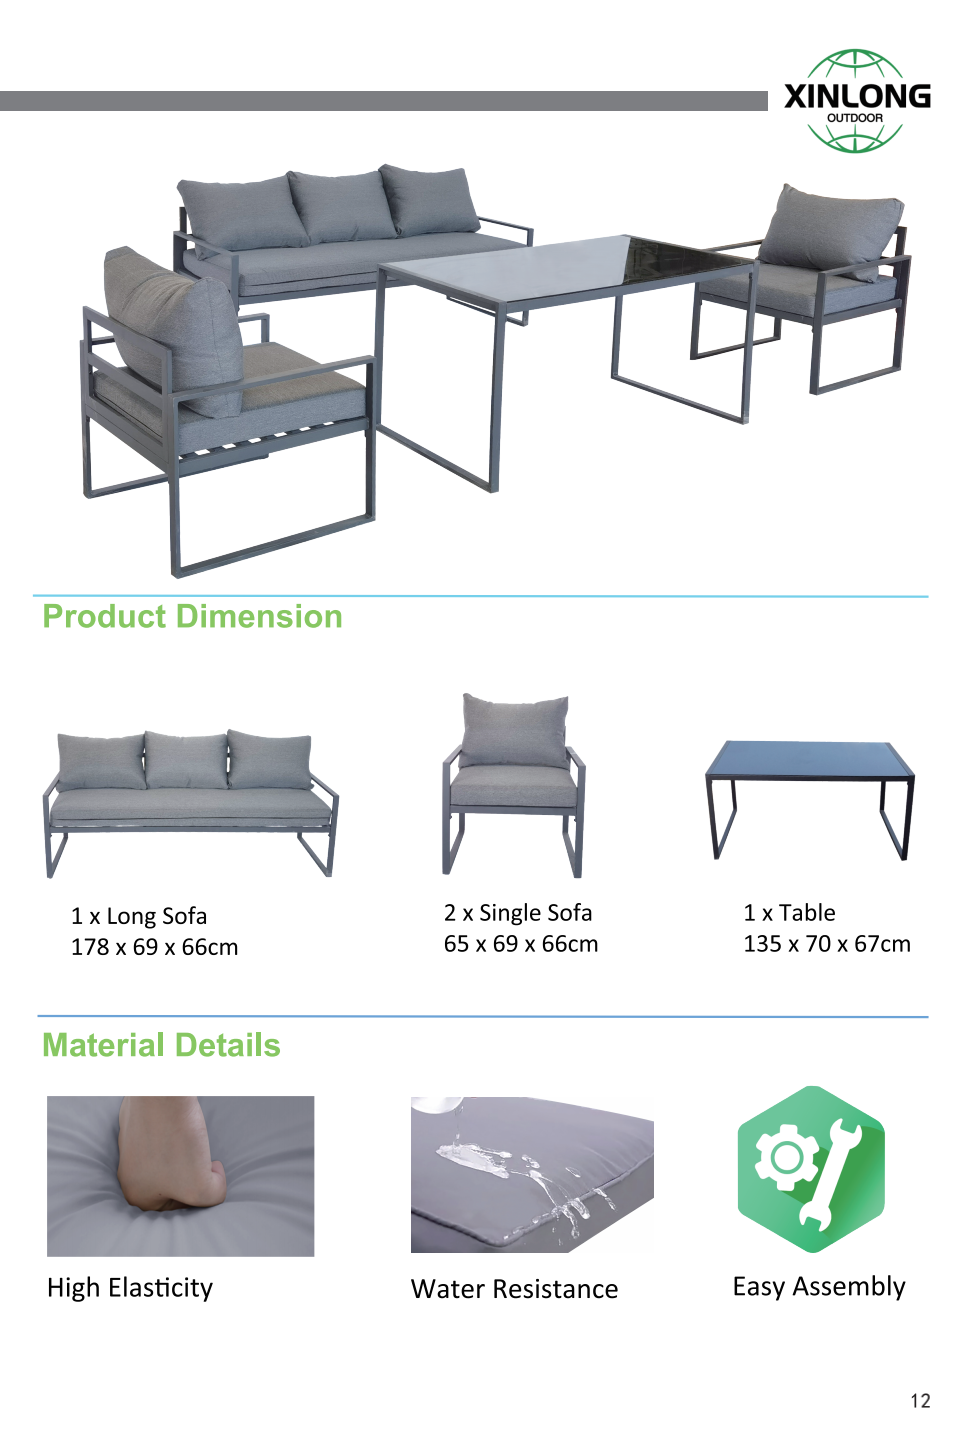 XINLONG
OUTDOOR
Product Dimension
1 x Long Sofa
178 x 69 x 66cm
2 x Single Sofa
65 x 69 x 66cm
1 x Table
135 x 70 x 67cm
Material Details
High Elasticity
Water Resistance
Easy Assembly
12